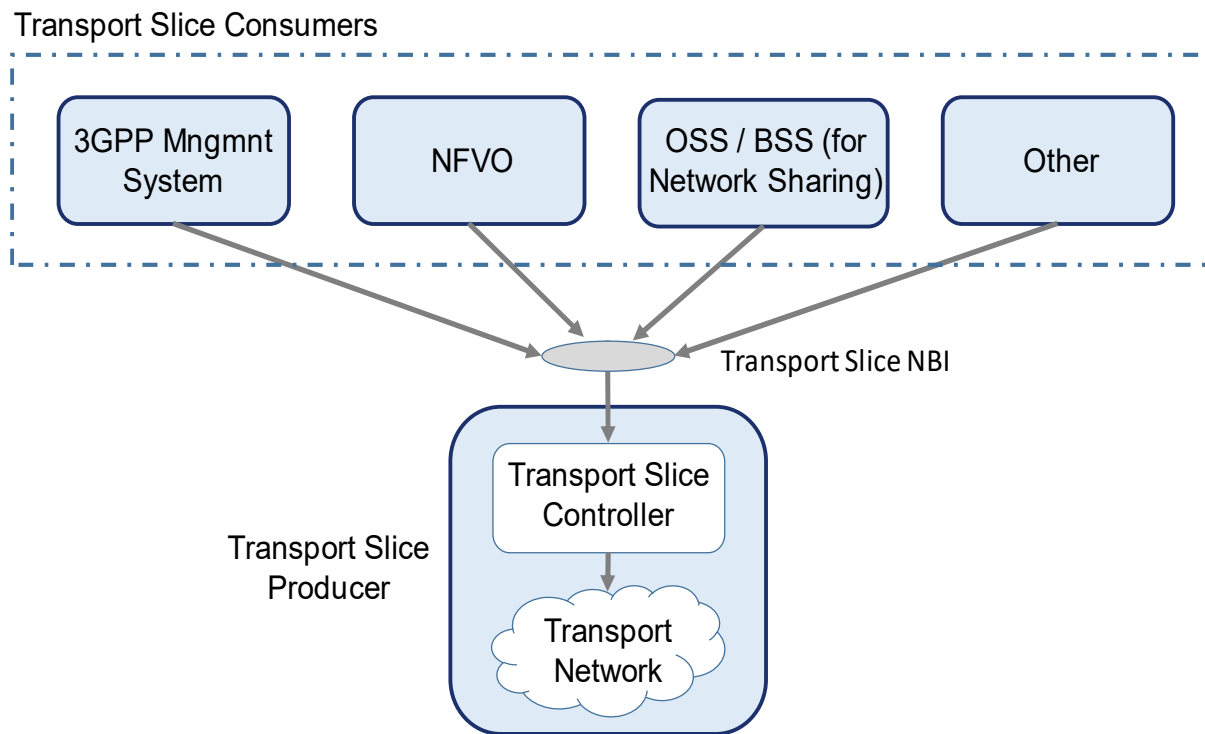 Transport Slice Consumers
3GPP Mngmnt
System
NFVO
OSS / BSS (for
Network Sharing)
Other
Transport Slice NBI
Transport Slice
Controller
Transport Slice
Producer
Transport
Network